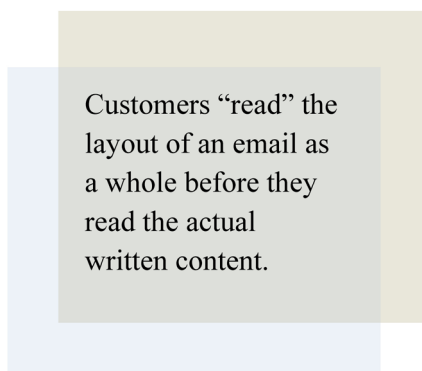 Customers “read” the
layout of an email as
a whole before they
read the actual
written content.